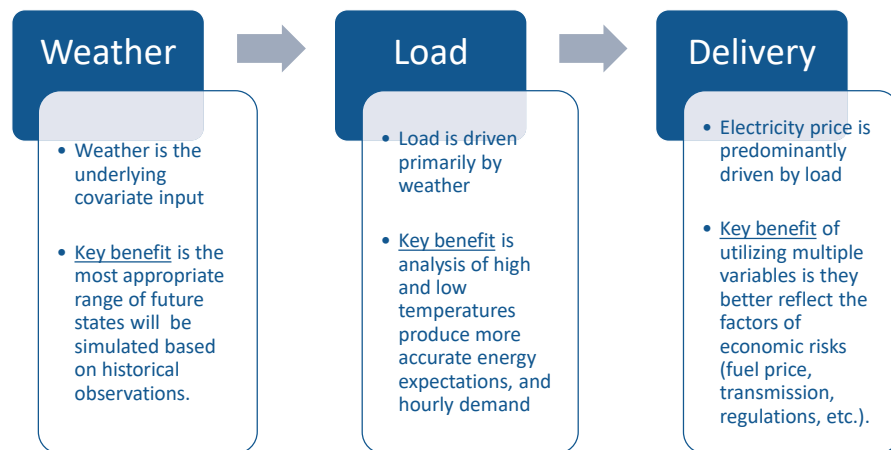 Weather
• Weather is the
underlying
covariate input
• Key benefit is the
most appropriate
range of future
states will  be
simulated based
on historical
observations.
Load
• Load is driven
primarily by
weather
• Key benefit is
analysis of high
and low
temperatures
produce more
accurate energy
expectations, and
hourly demand
Delivery
• Electricity price is
predominantly
driven by load
• Key benefit of
utilizing multiple
variables is they
better reflect the
factors of
economic risks
(fuel price,
transmission,
regulations, etc.).